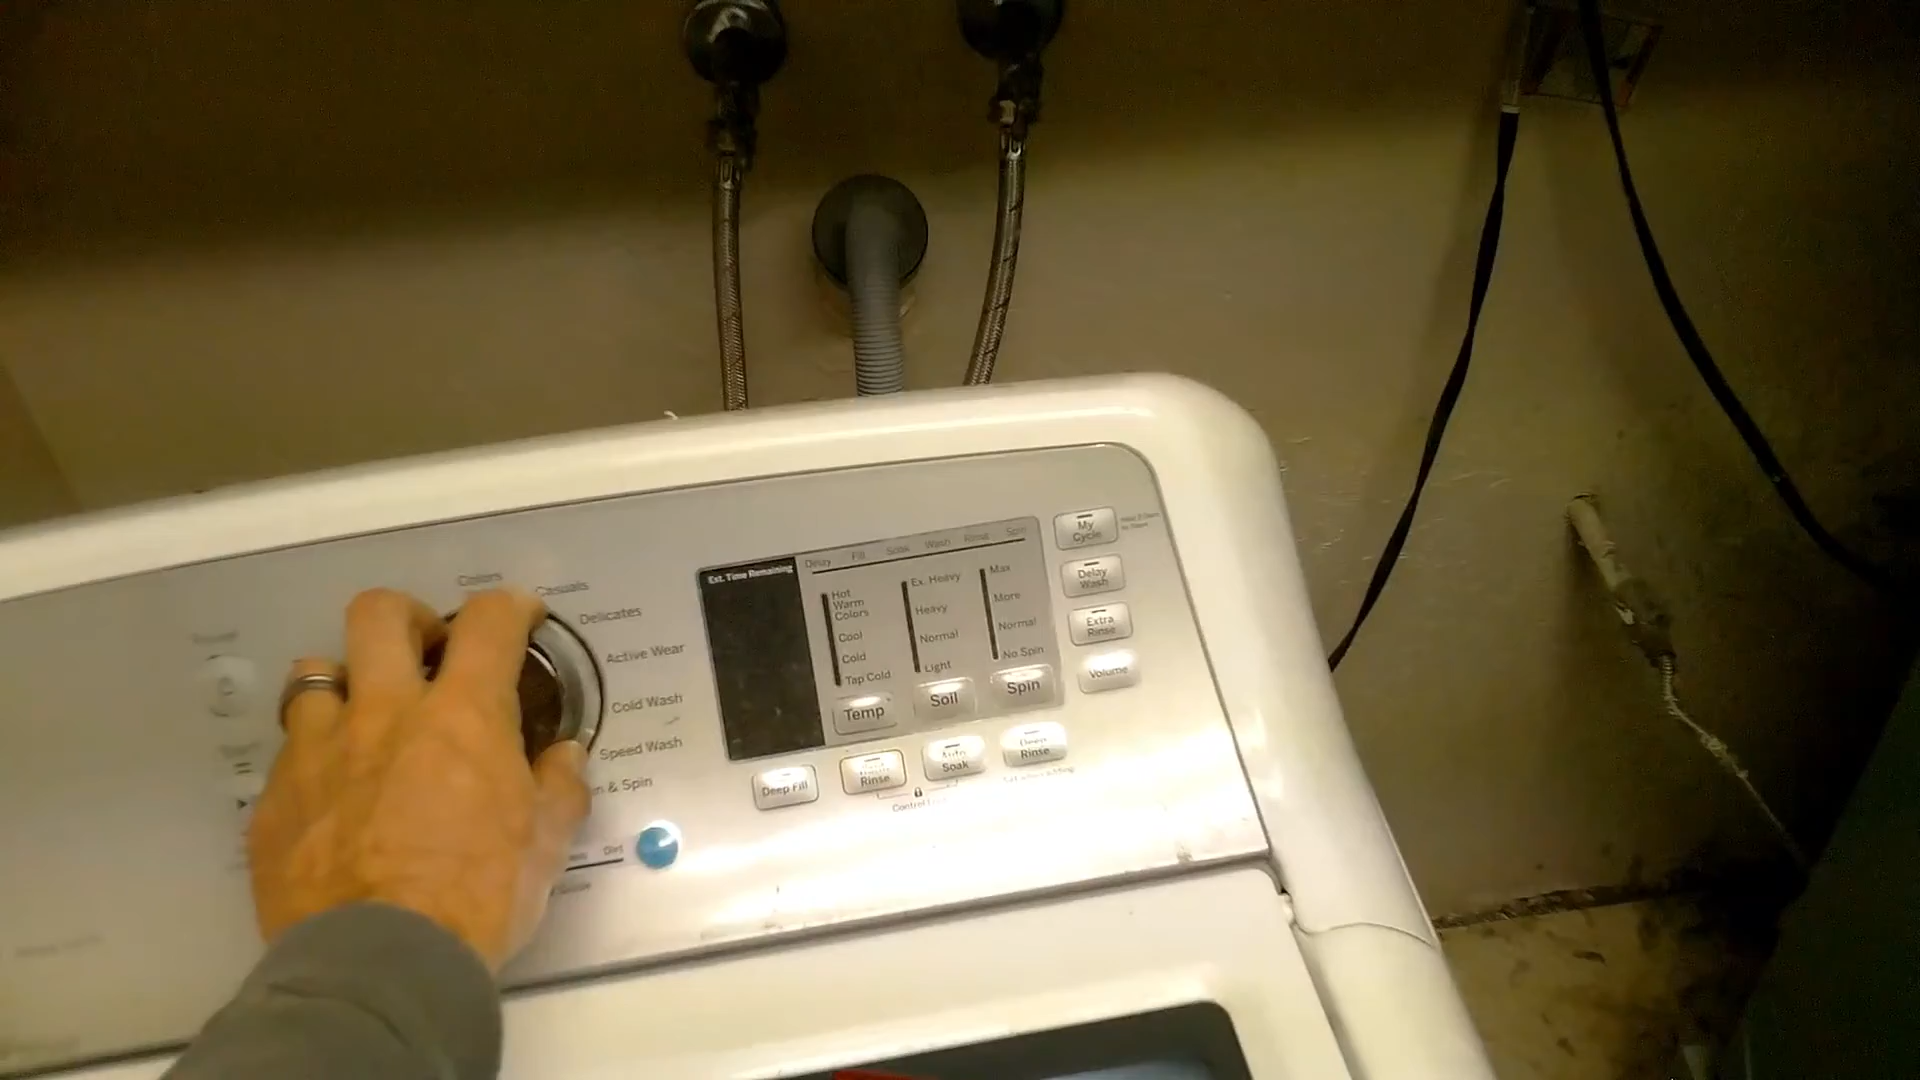 Colors
Casuals
Delicates
Active Wear
Cold Wash
Speed Wash
& Spin
Est. Time Remaining
Delay Fill Soak Wash Rinse Spin
Hot
Warm
Colors
Cool
Cold
Tap Cold
Ex. Heavy
Heavy
Normal
Light
Max
More
Normal
No Spin
Temp
Soil
Spin
My
Cycle
Delay
Wash
Extra
Rinse
Volume
Deep Fill
Rinse
Auto
Soak
Deep
Rinse
Control